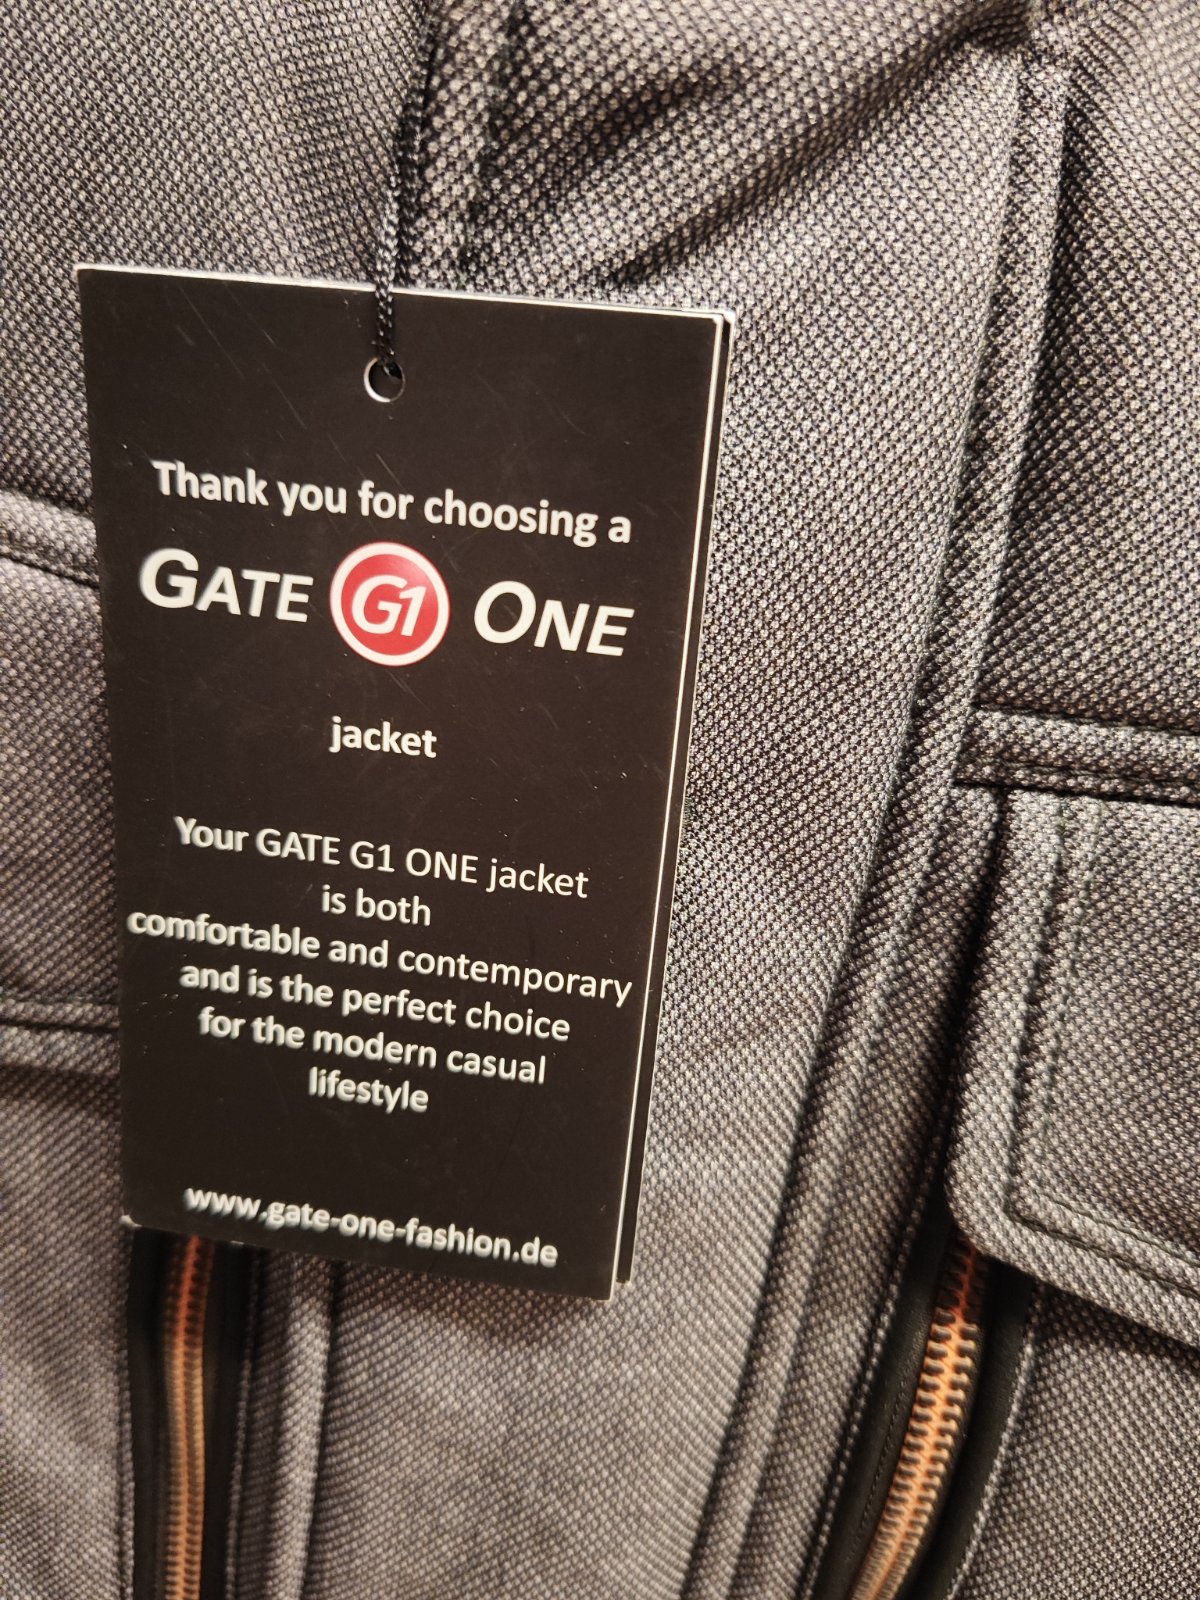 Thank you for choosing a
GATE G1 ONE
jacket
Your GATE G1 ONE jacket
is both
comfortable and contemporary
and is the perfect choice
for the modern casual
lifestyle
www.gate-one-fashion.de